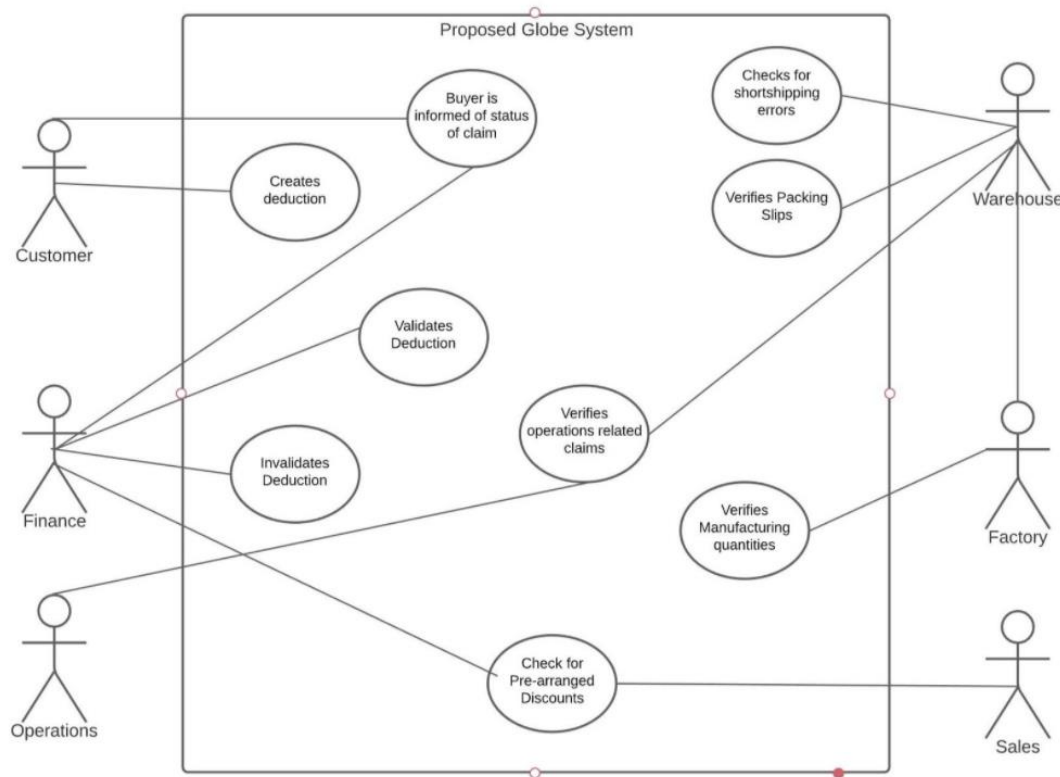 Proposed Globe System
Buyer is
informed of status
of claim
Checks for
shortshipping
errors
Creates
deduction
Verifies Packing
Slips
Warehouse
Customer
Validates
Deduction
Verifies
operations related
claims
Invalidates
Deduction
Finance
Verifies
Manufacturing
quantities
Factory
Check for
Pre-arranged
Discounts
Operations
Sales